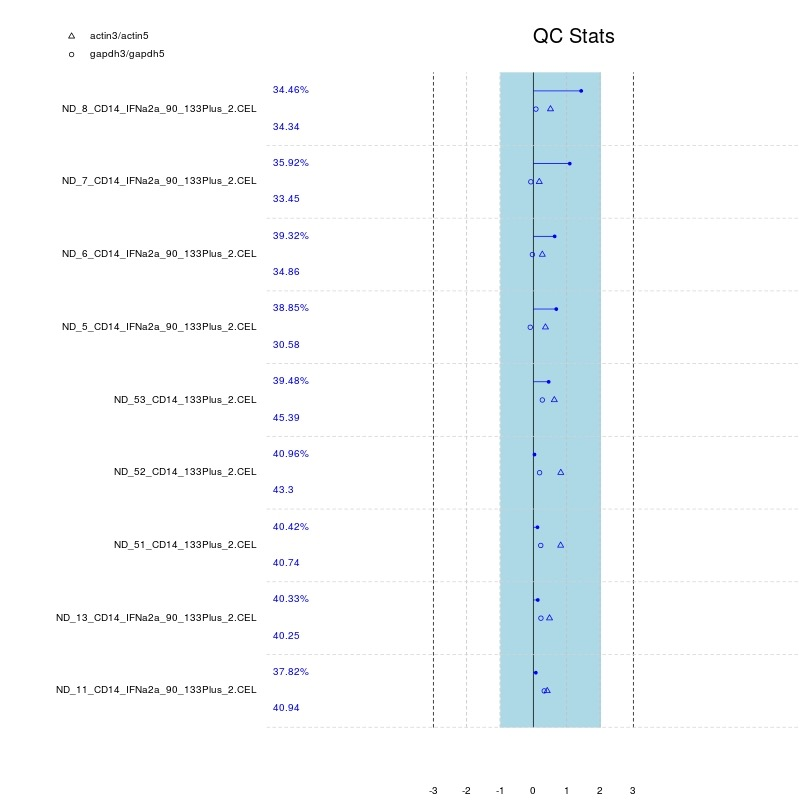 QC Stats
actin3/actin5
gapdh3/gapdh5
34.46%
ND_8_CD14_IFNa2a_90_133Plus_2.CEL
34.34
35.92%
ND_7_CD14_IFNa2a_90_133Plus_2.CEL
33.45
39.32%
ND_6_CD14_IFNa2a_90_133Plus_2.CEL
34.86
38.85%
ND_5_CD14_IFNa2a_90_133Plus_2.CEL
30.58
39.48%
ND_53_CD14_133Plus_2.CEL
45.39
40.96%
ND_52_CD14_133Plus_2.CEL
43.3
40.42%
ND_51_CD14_133Plus_2.CEL
40.74
40.33%
ND_13_CD14_IFNa2a_90_133Plus_2.CEL
40.25
37.82%
ND_11_CD14_IFNa2a_90_133Plus_2.CEL
40.94
-3 -2 -1 0 1 2 3